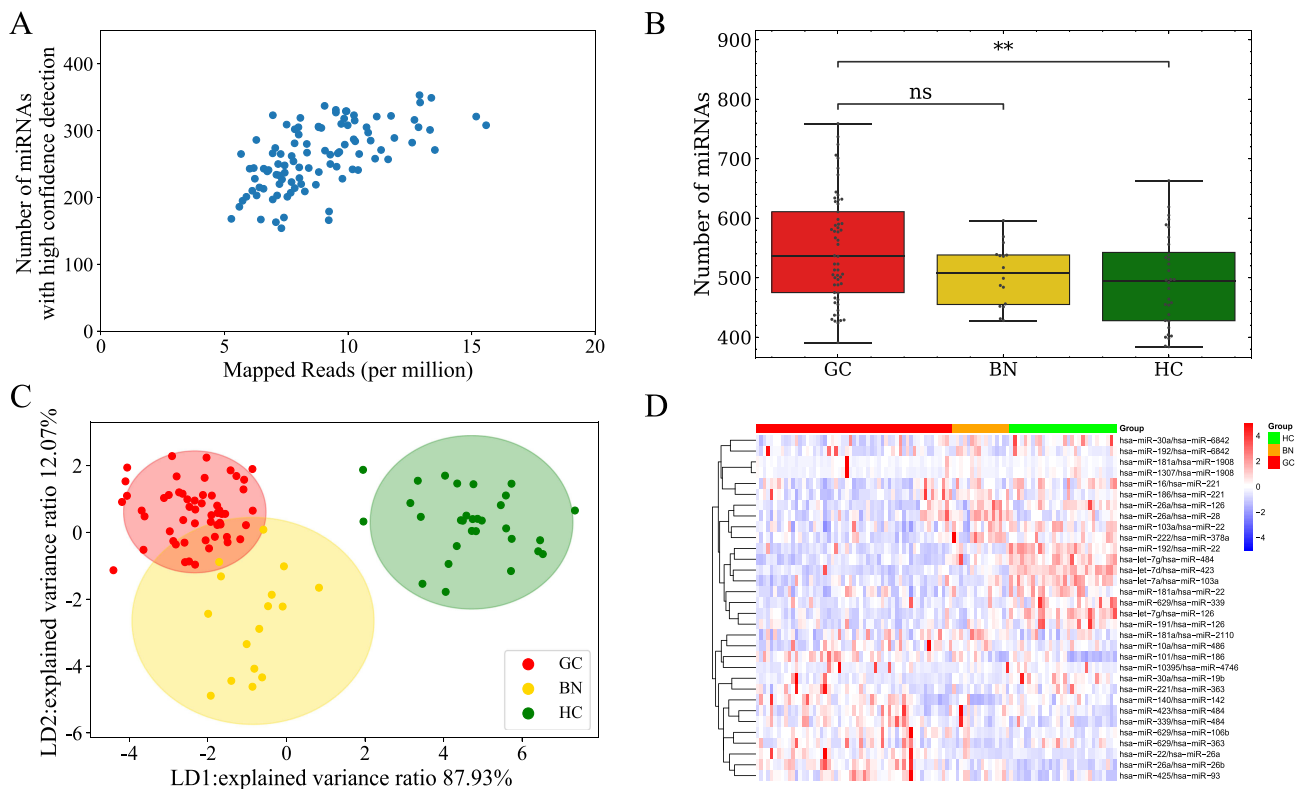 A
Number of miRNAs
with high confidence detection
400
300
200
100
0
0
5
10
15
20
Mapped Reads (per million)
B
Number of miRNAs
900
800
700
600
500
400
**
ns
GC
BN
HC
C
LD2:explained variance ratio 12.07%
2
0
−2
−4
−6
−4
−2
0
2
4
6
LD1:explained variance ratio 87.93%
GC
BN
HC
D
Group
hsa−miR−30a/hsa−miR−6842
hsa−miR−192/hsa−miR−6842
hsa−miR−181a/hsa−miR−1908
hsa−miR−1307/hsa−miR−1908
hsa−miR−16/hsa−miR−221
hsa−miR−186/hsa−miR−221
hsa−miR−26a/hsa−miR−126
hsa−miR−26a/hsa−miR−28
hsa−miR−103a/hsa−miR−22
hsa−miR−222/hsa−miR−378a
hsa−miR−192/hsa−miR−22
hsa−let−7g/hsa−miR−484
hsa−let−7d/hsa−miR−423
hsa−let−7a/hsa−miR−103a
hsa−miR−181a/hsa−miR−22
hsa−miR−629/hsa−miR−339
hsa−let−7g/hsa−miR−126
hsa−miR−191/hsa−miR−126
hsa−miR−181a/hsa−miR−2110
hsa−miR−10a/hsa−miR−486
hsa−miR−101/hsa−miR−186
hsa−miR−10395/hsa−miR−4746
hsa−miR−30a/hsa−miR−19b
hsa−miR−221/hsa−miR−363
hsa−miR−140/hsa−miR−142
hsa−miR−423/hsa−miR−484
hsa−miR−339/hsa−miR−484
hsa−miR−629/hsa−miR−106b
hsa−miR−629/hsa−miR−363
hsa−miR−22/hsa−miR−26a
hsa−miR−26a/hsa−miR−26b
hsa−miR−425/hsa−miR−93
4
2
0
−2
−4
Group
HC
BN
GC